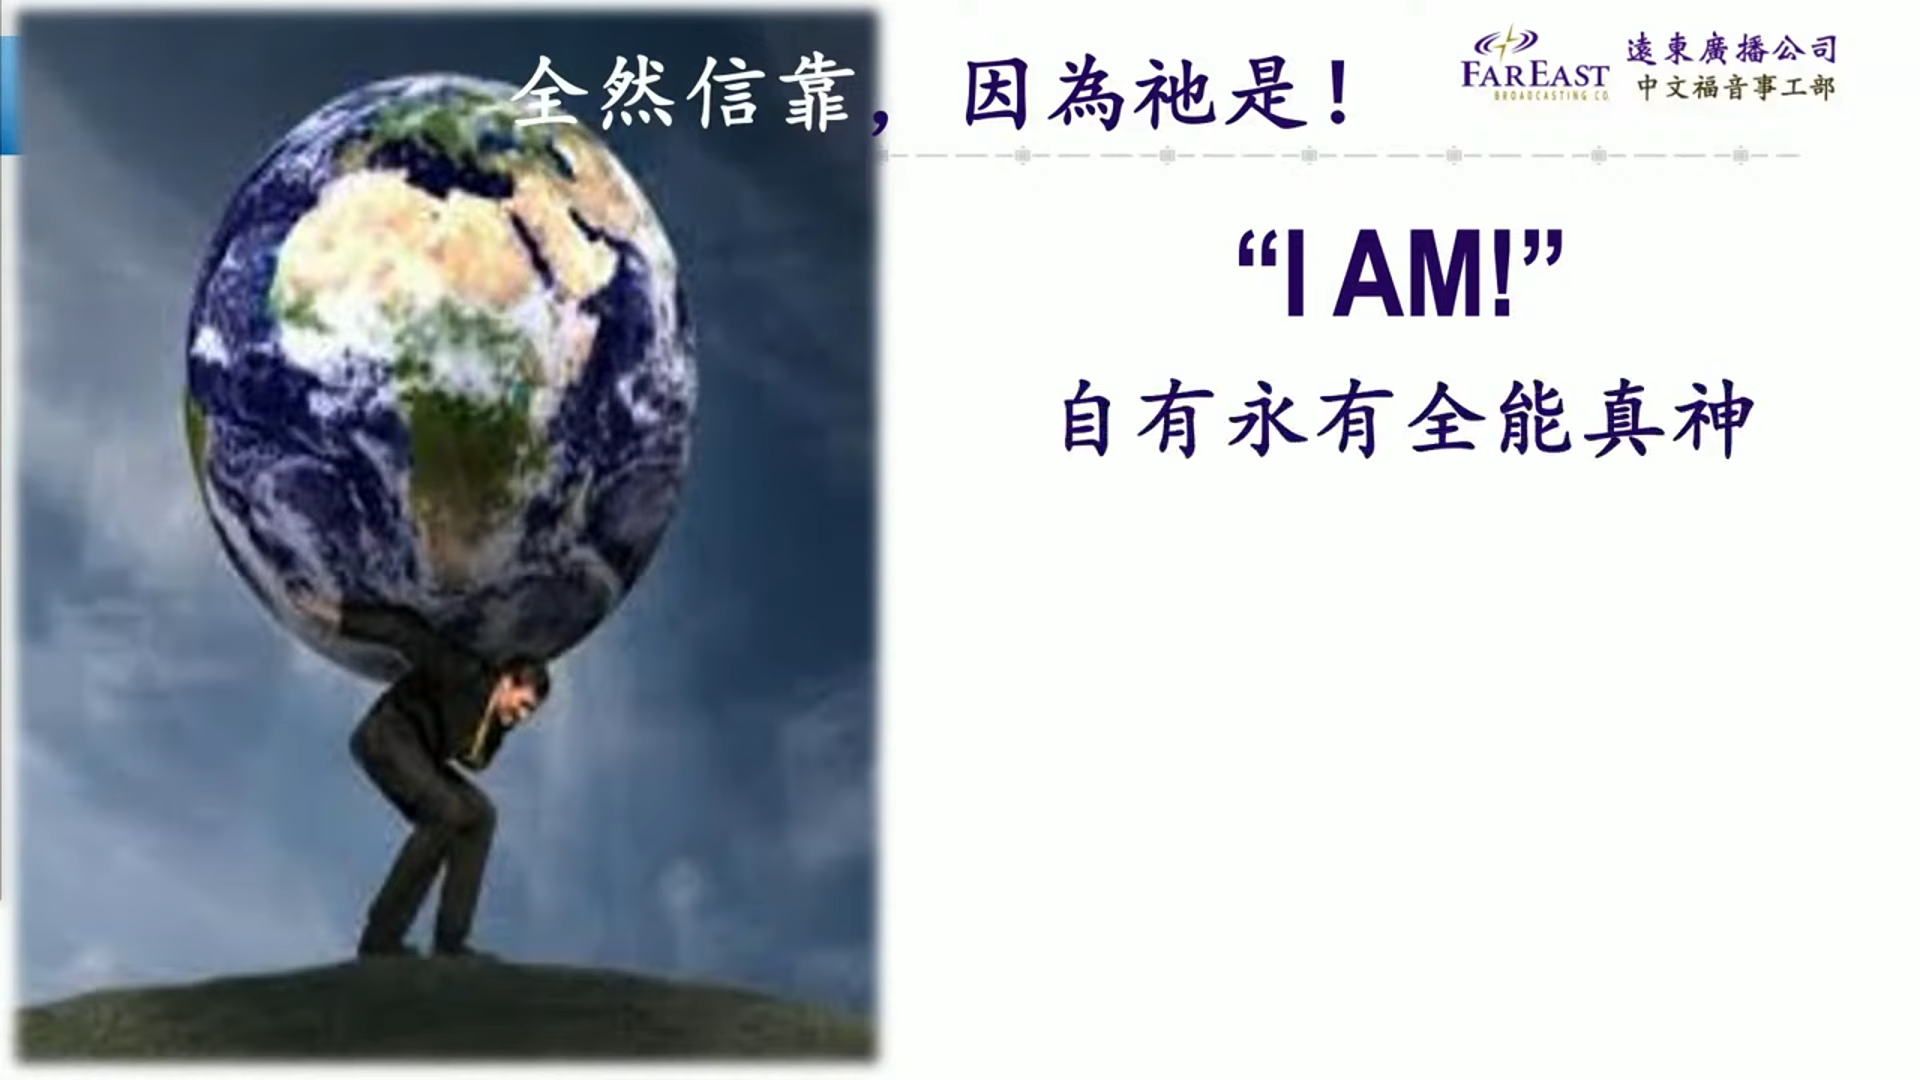 全然信靠，因為祂是！
FAREAST
BROADCASTING CO.
遠東廣播公司
中文福音事工部
“I AM!”
自有永有全能真神